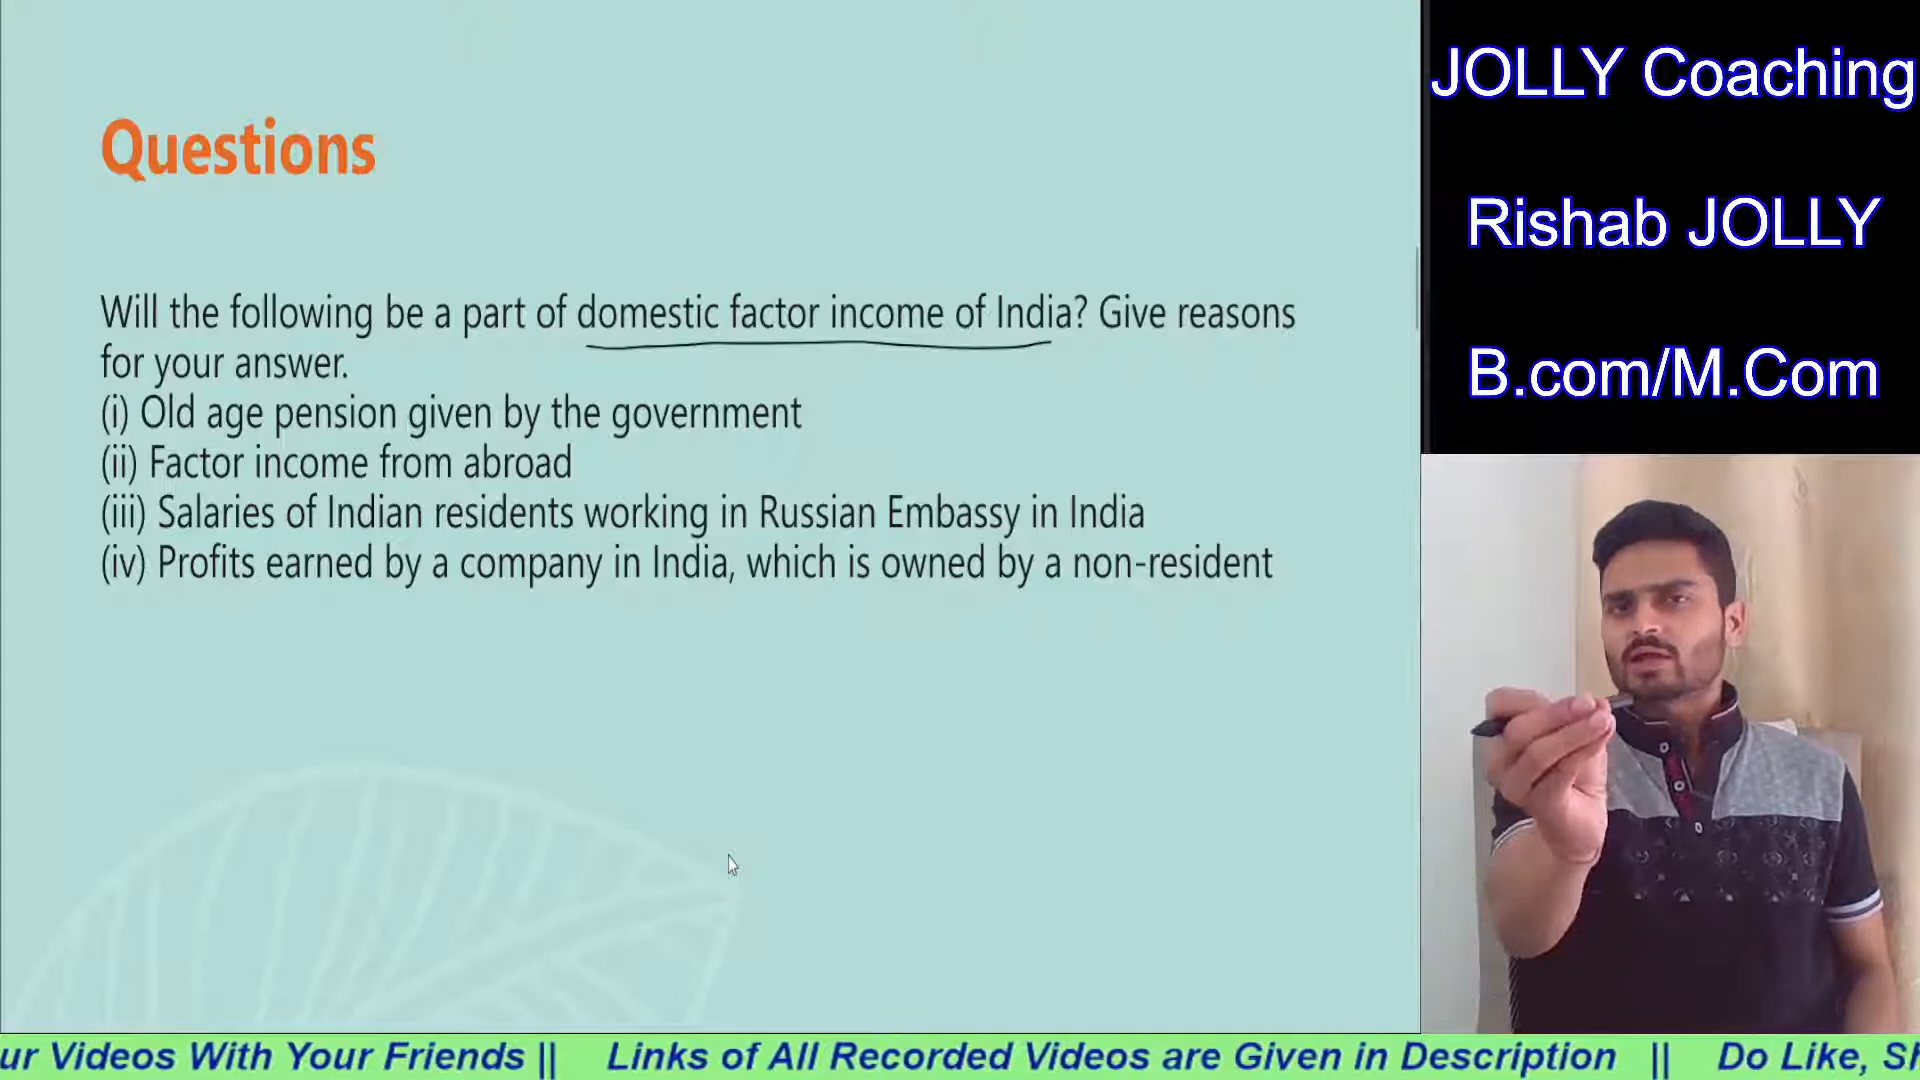 JOLLY Coaching
Rishab JOLLY
B.com/M.Com
Questions
Will the following be a part of domestic factor income of India? Give reasons
for your answer.
(i) Old age pension given by the government
(ii) Factor income from abroad
(iii) Salaries of Indian residents working in Russian Embassy in India
(iv) Profits earned by a company in India, which is owned by a non-resident
ur Videos With Your Friends || Links of All Recorded Videos are Given in Description || Do Like, Sh